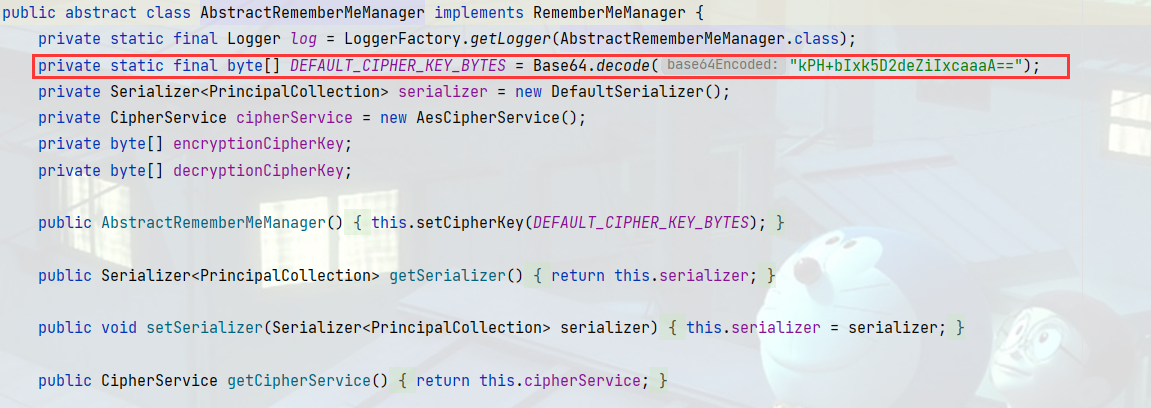 public abstract class AbstractRememberMeManager implements RememberMeManager {
private static final Logger log = LoggerFactory.getLogger(AbstractRememberMeManager.class);
private static final byte[] DEFAULT_CIPHER_KEY_BYTES = Base64.decode( base64Encoded: "kPH+bIxk5D2deZiIxcaaaA==");
private Serializer<PrincipalCollection> serializer = new DefaultSerializer();
private CipherService cipherService = new AesCipherService();
private byte[] encryptionCipherKey;
private byte[] decryptionCipherKey;
public AbstractRememberMeManager() { this.setCipherKey(DEFAULT_CIPHER_KEY_BYTES); }
public Serializer<PrincipalCollection> getSerializer() { return this.serializer; }
public void setSerializer(Serializer<PrincipalCollection> serializer) { this.serializer = serializer; }
public CipherService getCipherService() { return this.cipherService; }